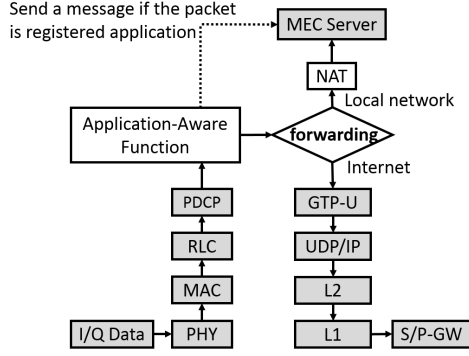 Send a message if the packet
is registered application
MEC Server
NAT
Local network
Application-Aware
Function
forwarding
Internet
PDCP
GTP-U
RLC
UDP/IP
MAC
L2
I/Q Data
PHY
L1
S/P-GW